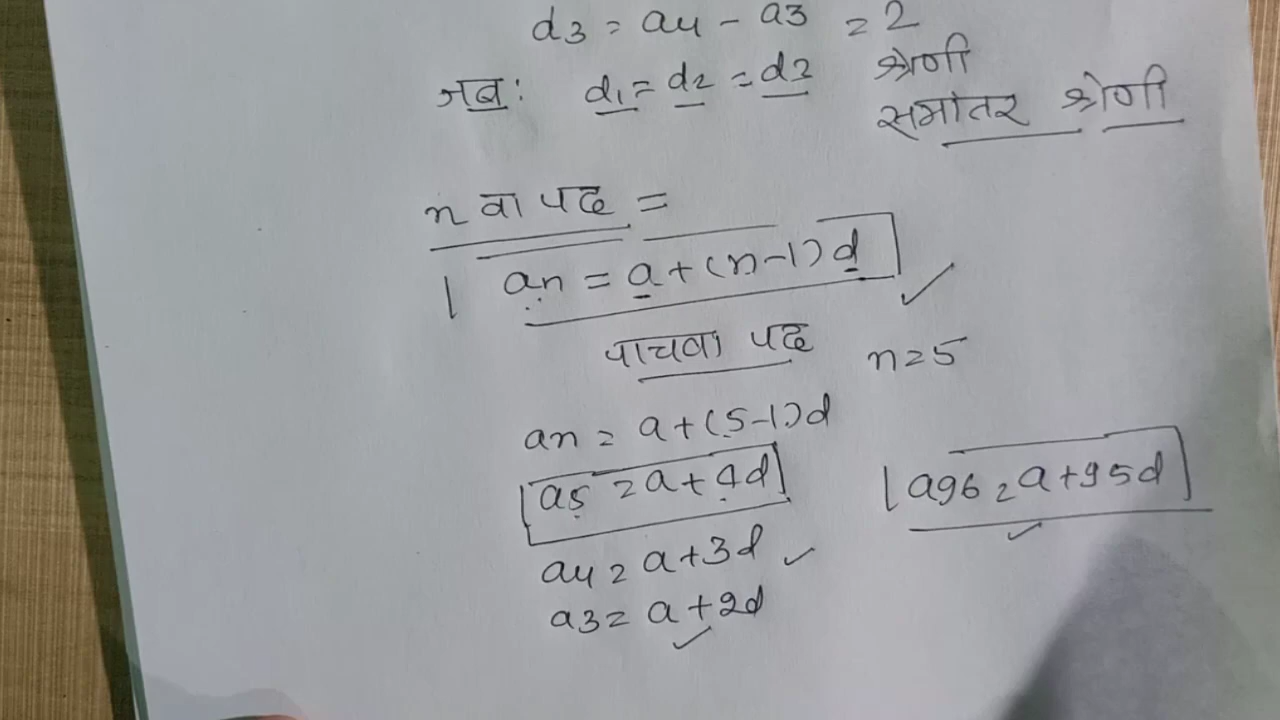 d3 = a4 - a3 = 2
जब: d1 = d2 = d3 श्रेणी
समांतर श्रेणी
n वा पद =
an = a + (n-1) d
पाचवा पद n=5
an = a + (5-1)d
a5 = a + 4d a96 = a + 95d
a4 = a + 3d
a3 = a + 2d